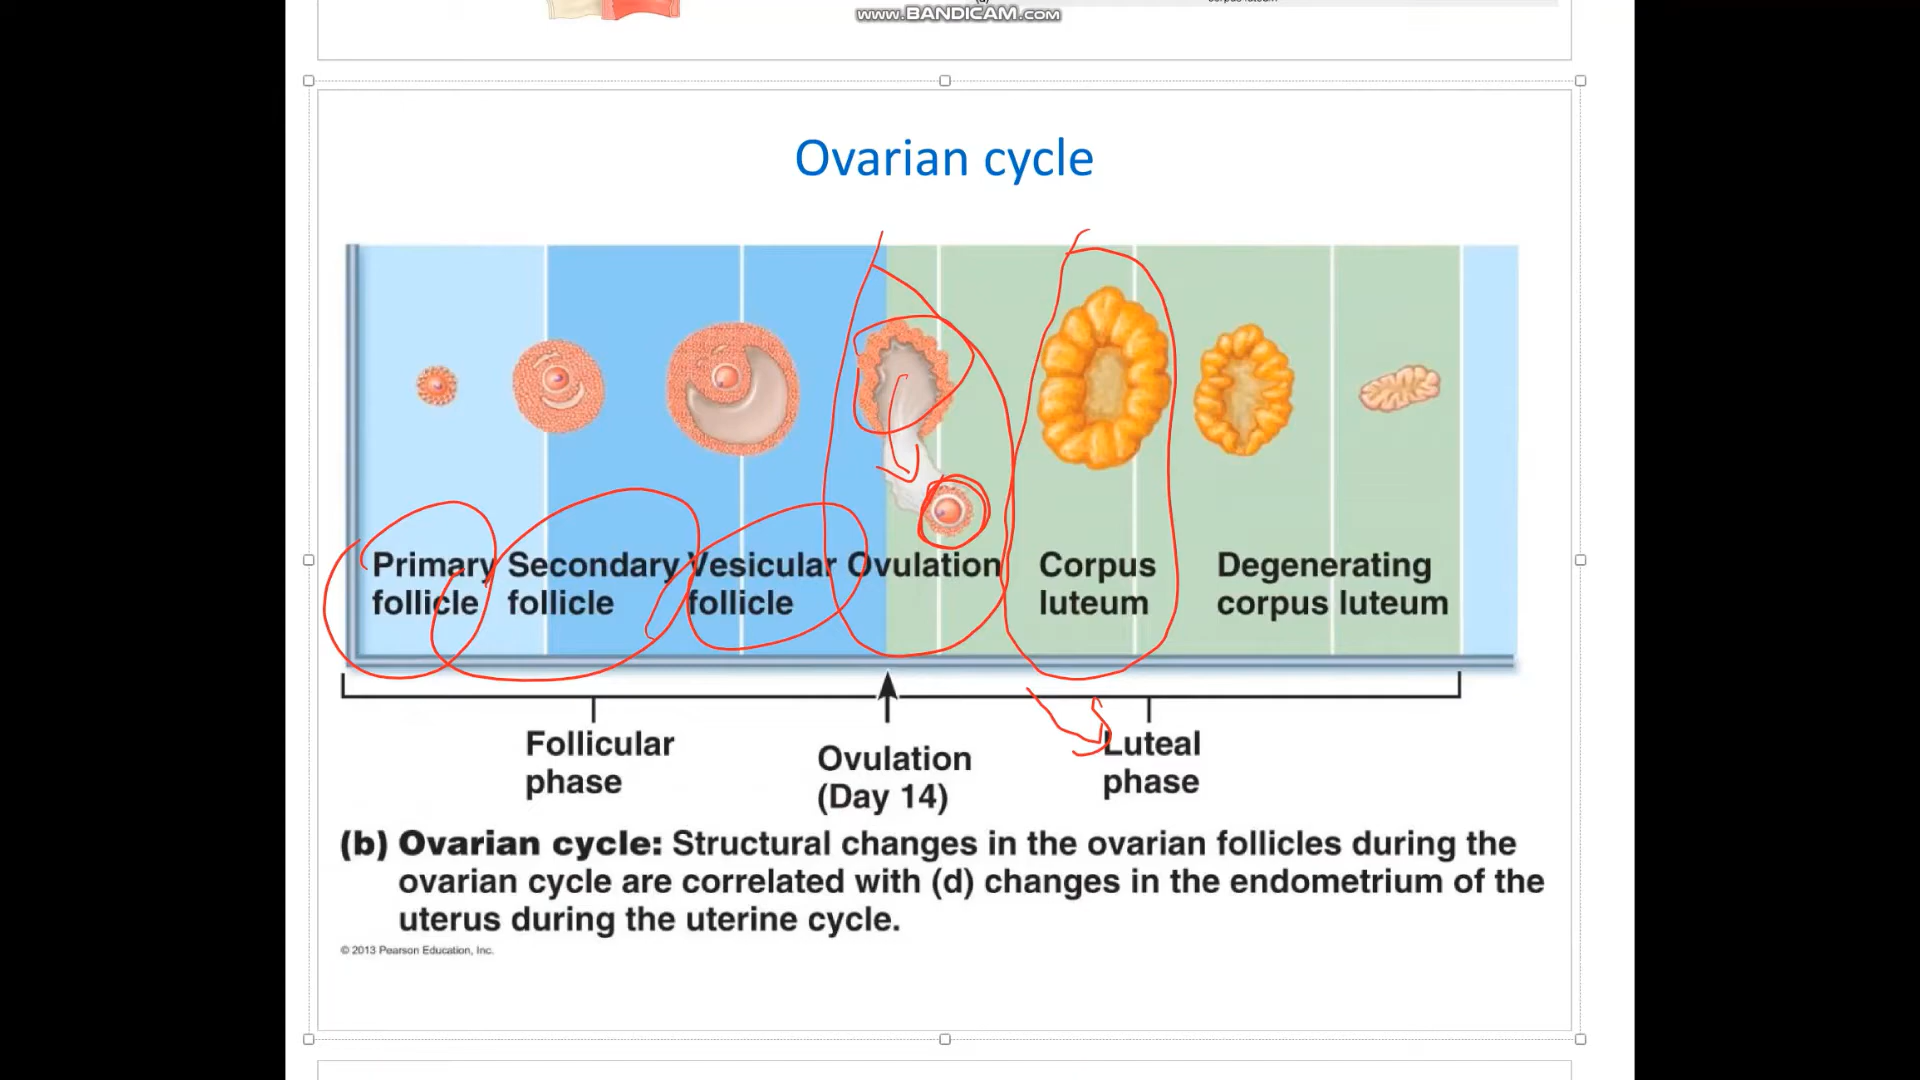 www.BANDICAM.com
corpus luteum
Ovarian cycle
Primary follicle
Secondary follicle
Vesicular follicle
Ovulation
Corpus luteum
Degenerating corpus luteum
Follicular phase
Ovulation (Day 14)
Luteal phase
(b) Ovarian cycle: Structural changes in the ovarian follicles during the
ovarian cycle are correlated with (d) changes in the endometrium of the
uterus during the uterine cycle.
© 2013 Pearson Education, Inc.